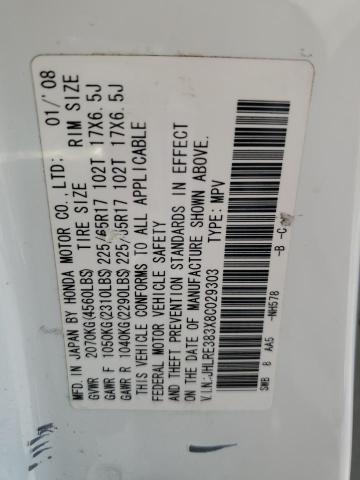 MFD. IN JAPAN BY HONDA MOTOR CO., LTD: 01/'08
TIRE SIZE RIM SIZE
GVWR 2070KG(4560LBS)
GAWR F 1050KG(2310LBS) 225/65R17 102T 17X6.5J
GAWR R 1040KG(2290LBS) 225/65R17 102T 17X6.5J
THIS VEHICLE CONFORMS TO ALL APPLICABLE
FEDERAL MOTOR VEHICLE SAFETY
AND THEFT PREVENTION STANDARDS IN EFFECT
ON THE DATE OF MANUFACTURE SHOWN ABOVE.
V.I.N:JHLRE383X8C029303 TYPE: MPV
SWB B AA5 -NH578 -B -C